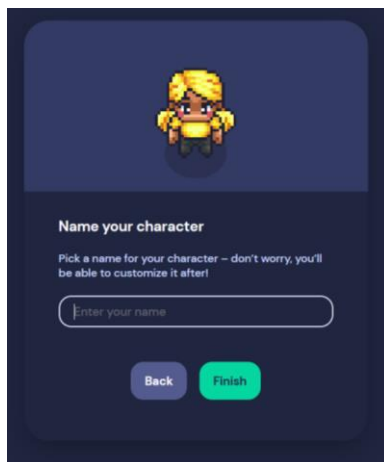 Name your character
Pick a name for your character – don't worry, you'll
be able to customize it after!
Enter your name
Back
Finish